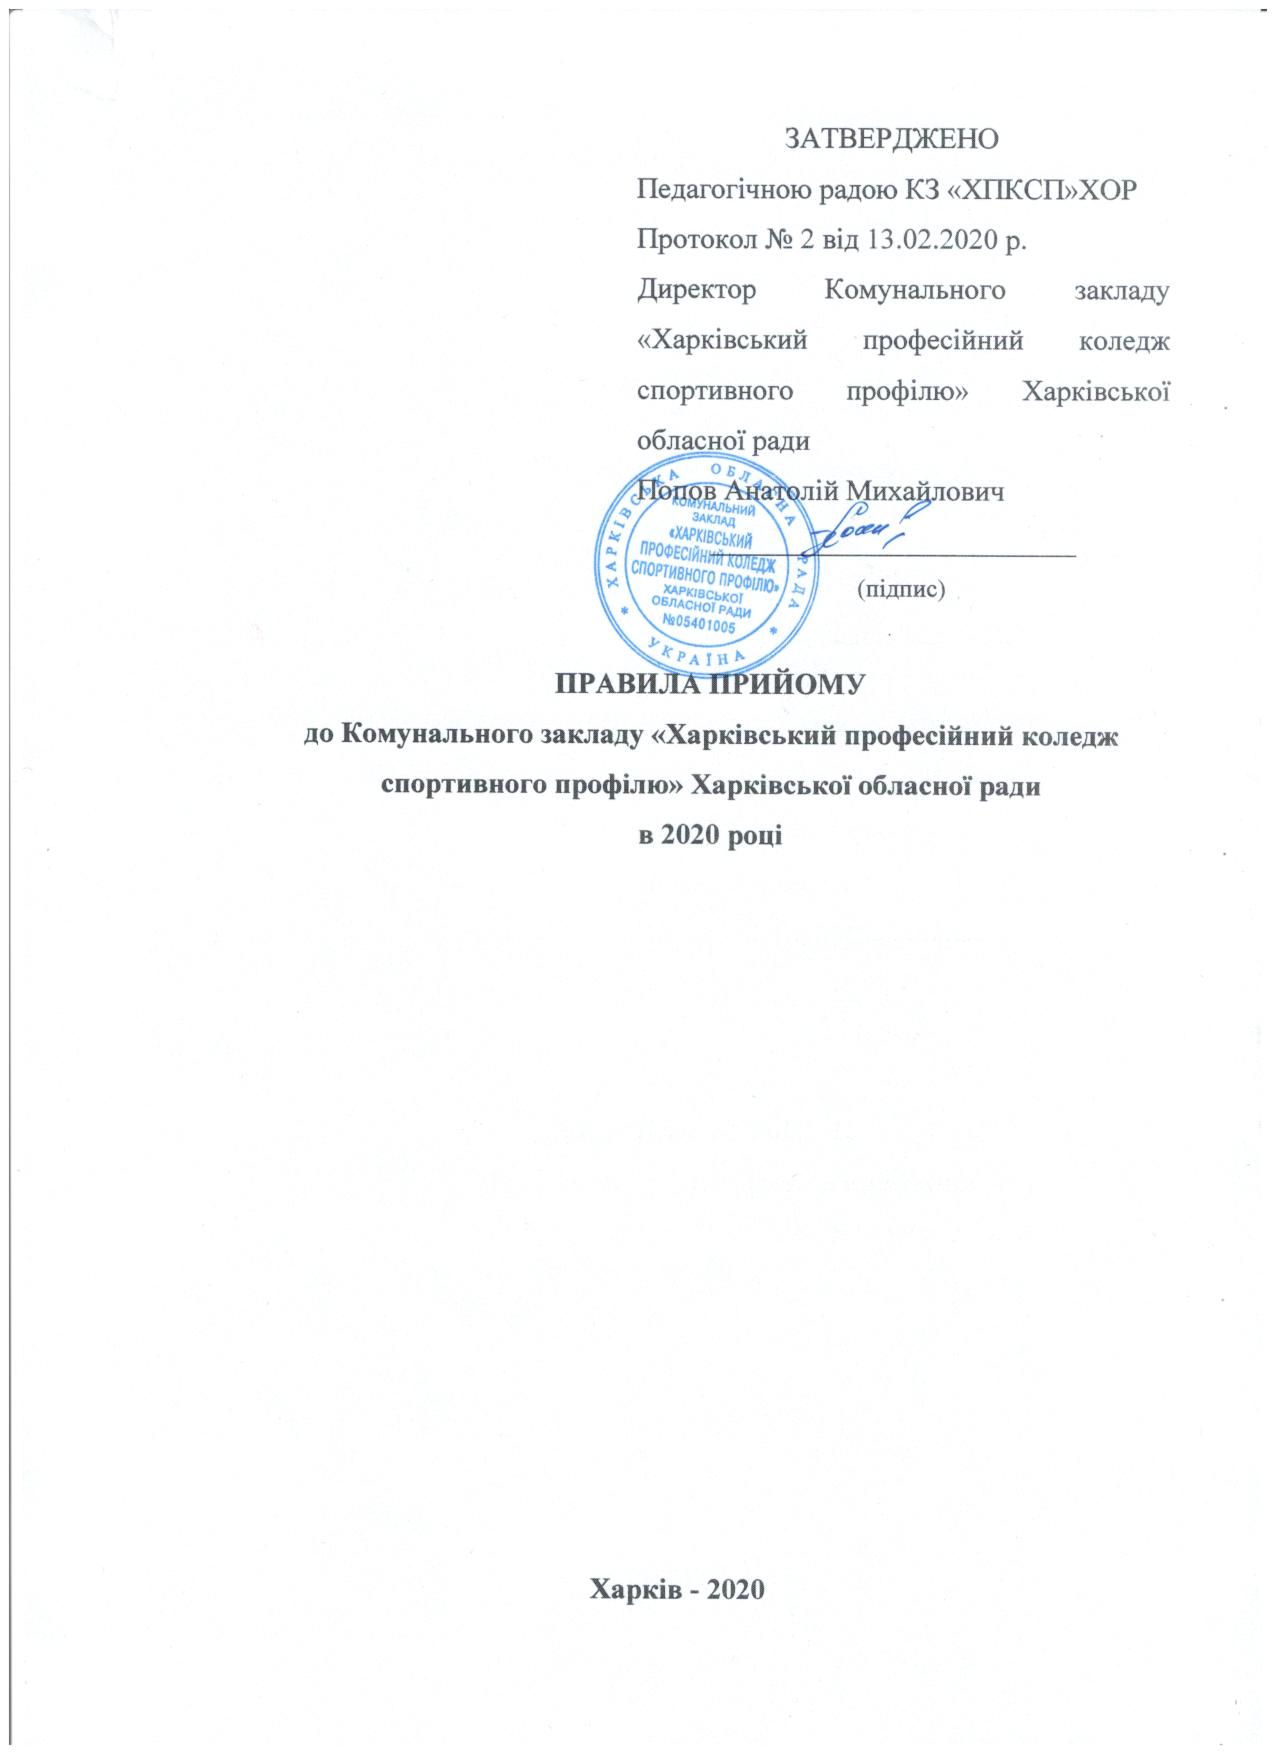 ЗАТВЕРДЖЕНО
Педагогічною радою КЗ «ХПКСП»ХОР
Протокол № 2 від 13.02.2020 р.
Директор Комунального закладу
«Харківський професійний коледж
спортивного профілю» Харківської
обласної ради
Попов Анатолій Михайлович
(підпис)
ХАРКІВСЬКА ОБЛАСНА РАДА
КОМУНАЛЬНИЙ
ЗАКЛАД
«ХАРКІВСЬКИЙ
ПРОФЕСІЙНИЙ КОЛЕДЖ
СПОРТИВНОГО ПРОФІЛЮ»
ХАРКІВСЬКОЇ
ОБЛАСНОЇ РАДИ
№05401005
* УКРАЇНА *
ПРАВИЛА ПРИЙОМУ
до Комунального закладу «Харківський професійний коледж
спортивного профілю» Харківської обласної ради
в 2020 році
Харків - 2020